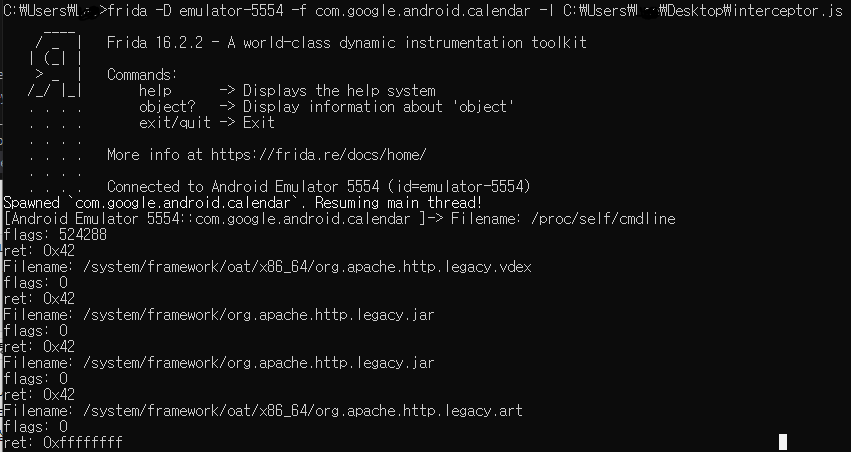 C:₩Users₩L >frida -D emulator-5554 -f com.google.android.calendar -l C:₩Users₩L ₩Desktop₩interceptor.js
     ____
    / _  |   Frida 16.2.2 - A world-class dynamic instrumentation toolkit
   | (_| |
    > _  |   Commands:
   /_/ |_|       help      -> Displays the help system
   . . . .       object?   -> Display information about 'object'
   . . . .       exit/quit -> Exit
   . . . .
   . . . .   More info at https://frida.re/docs/home/
   . . . .
   . . . .   Connected to Android Emulator 5554 (id=emulator-5554)
Spawned `com.google.android.calendar`. Resuming main thread!
[Android Emulator 5554::com.google.android.calendar ]-> Filename: /proc/self/cmdline
flags: 524288
ret: 0x42
Filename: /system/framework/oat/x86_64/org.apache.http.legacy.vdex
flags: 0
ret: 0x42
Filename: /system/framework/org.apache.http.legacy.jar
flags: 0
ret: 0x42
Filename: /system/framework/org.apache.http.legacy.jar
flags: 0
ret: 0x42
Filename: /system/framework/oat/x86_64/org.apache.http.legacy.art
flags: 0
ret: 0xffffffff